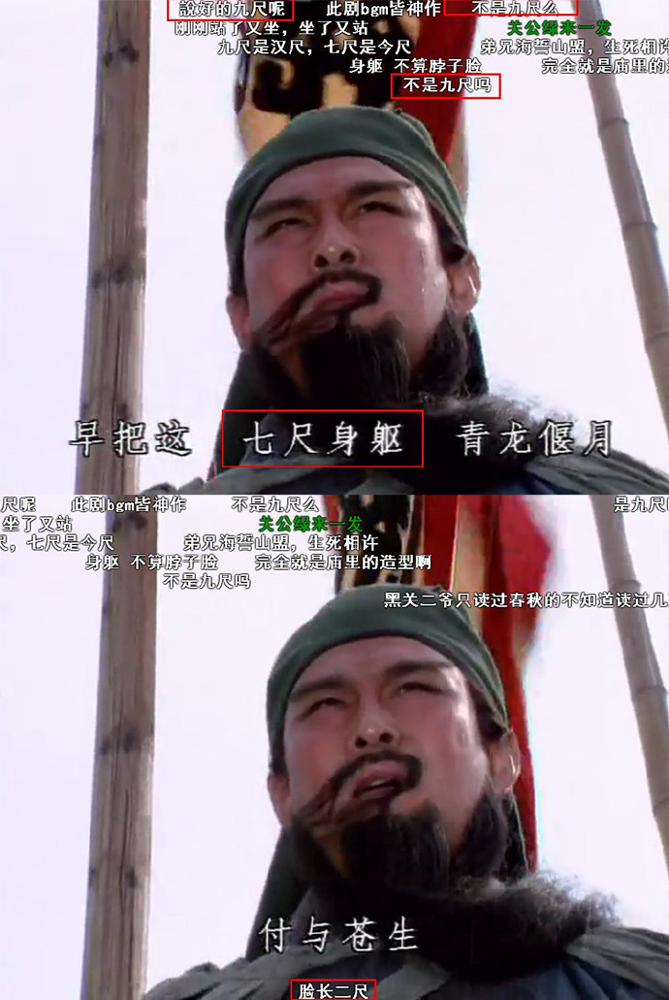 說好的九尺呢 此剧bgm皆神作 不是九尺么
刚刚站了又坐，坐了又站 关公绿来一发
九尺是汉尺，七尺是今尺 弟兄海誓山盟，生死相许
身躯 不算脖子脸 完全就是庙里的
不是九尺吗
早把这 七尺身躯 青龙偃月
尺呢 此剧bgm皆神作 不是九尺么 是九尺
坐了又站 关公绿来一发
尺，七尺是今尺 弟兄海誓山盟，生死相许
身躯 不算脖子脸 完全就是庙里的造型啊
不是九尺吗
黑关二爷只读过春秋的不知道读过几
付与苍生
脸长二尺